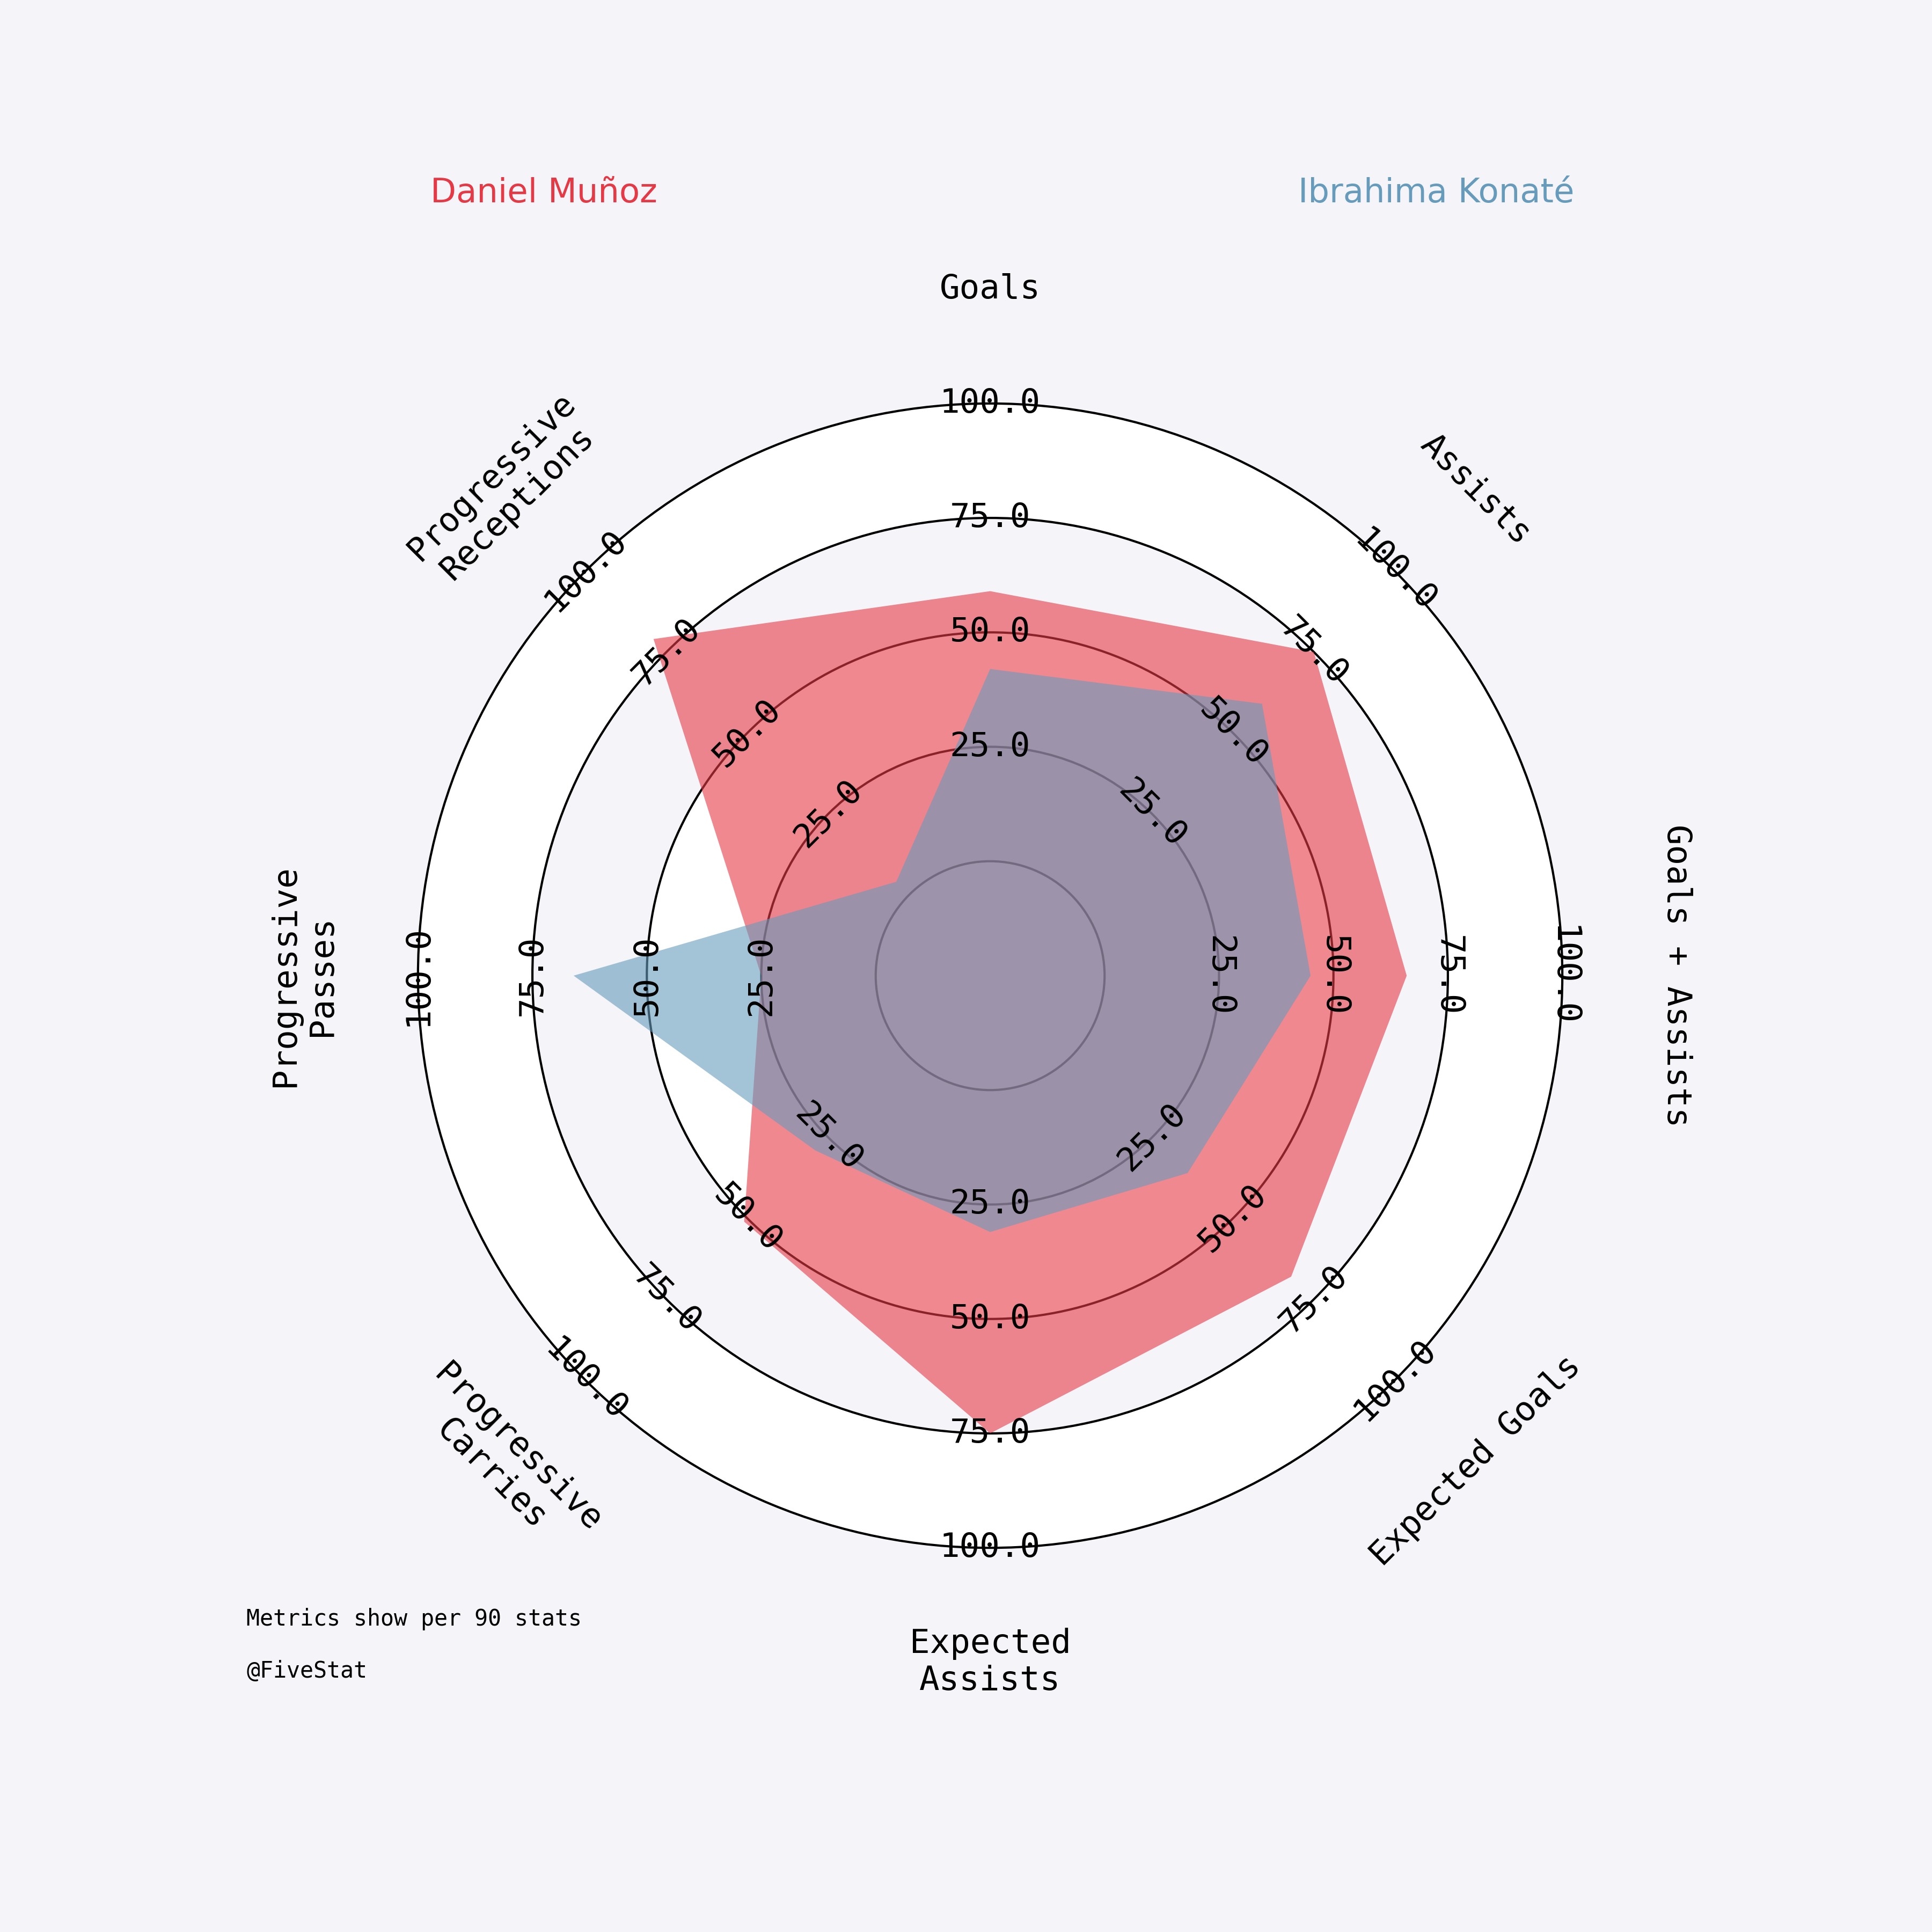 Daniel Muñoz
Ibrahima Konaté
Goals
Assists
Goals + Assists
Expected Goals
Expected
Assists
Progressive
Carries
Progressive
Passes
Progressive
Receptions
25.0
50.0
75.0
100.0
25.0
50.0
75.0
100.0
25.0
50.0
75.0
100.0
25.0
50.0
75.0
100.0
25.0
50.0
75.0
100.0
25.0
50.0
75.0
100.0
25.0
50.0
75.0
100.0
25.0
50.0
75.0
100.0
Metrics show per 90 stats
@FiveStat